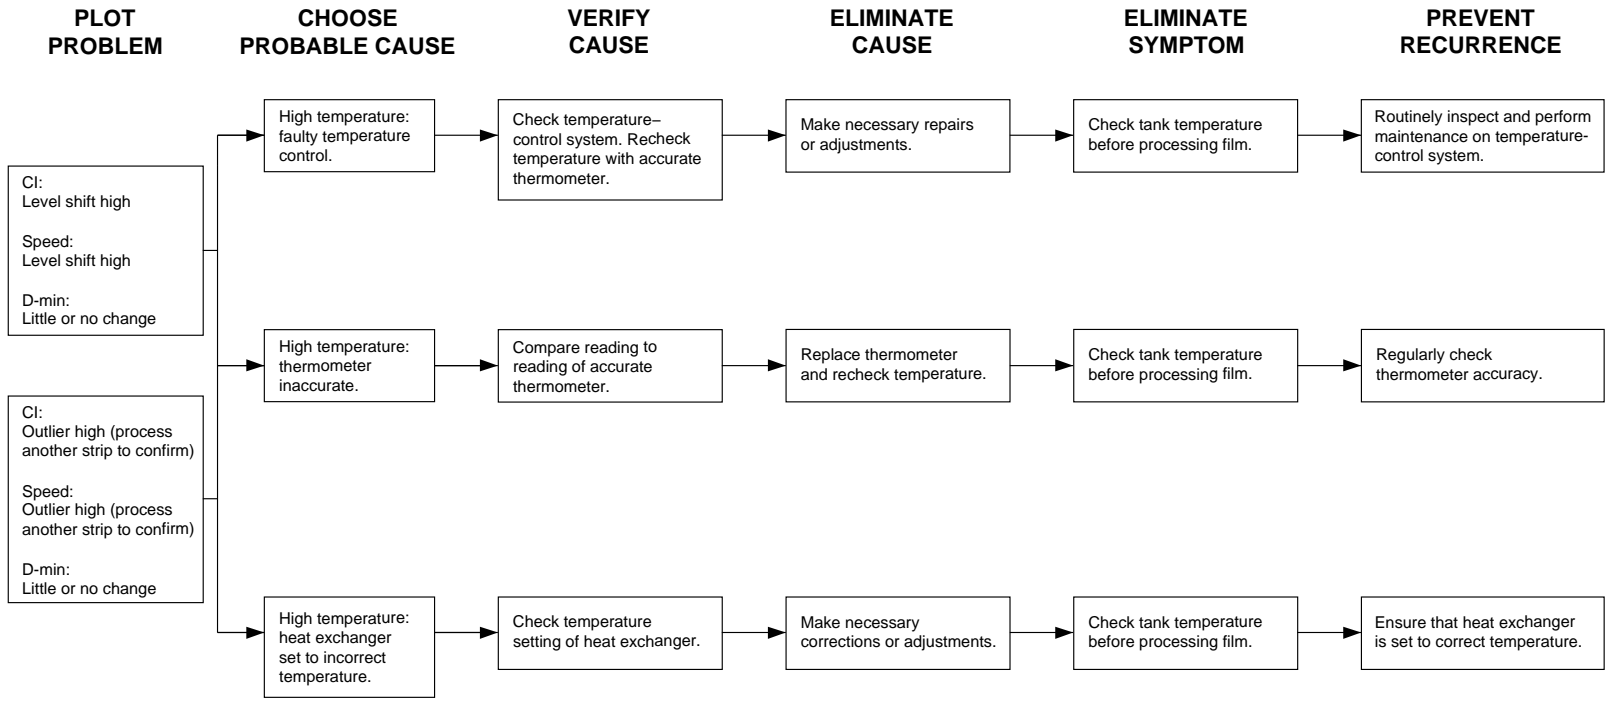 PLOT
PROBLEM
CHOOSE
PROBABLE CAUSE
VERIFY
CAUSE
ELIMINATE
CAUSE
ELIMINATE
SYMPTOM
PREVENT
RECURRENCE
CI:
Level shift high
Speed:
Level shift high
D-min:
Little or no change
CI:
Outlier high (process
another strip to confirm)
Speed:
Outlier high (process
another strip to confirm)
D-min:
Little or no change
High temperature:
faulty temperature
control.
Check temperature–
control system. Recheck
temperature with accurate
thermometer.
Make necessary repairs
or adjustments.
Check tank temperature
before processing film.
Routinely inspect and perform
maintenance on temperature-
control system.
High temperature:
thermometer
inaccurate.
Compare reading to
reading of accurate
thermometer.
Replace thermometer
and recheck temperature.
Check tank temperature
before processing film.
Regularly check
thermometer accuracy.
High temperature:
heat exchanger
set to incorrect
temperature.
Check temperature
setting of heat exchanger.
Make necessary
corrections or adjustments.
Check tank temperature
before processing film.
Ensure that heat exchanger
is set to correct temperature.